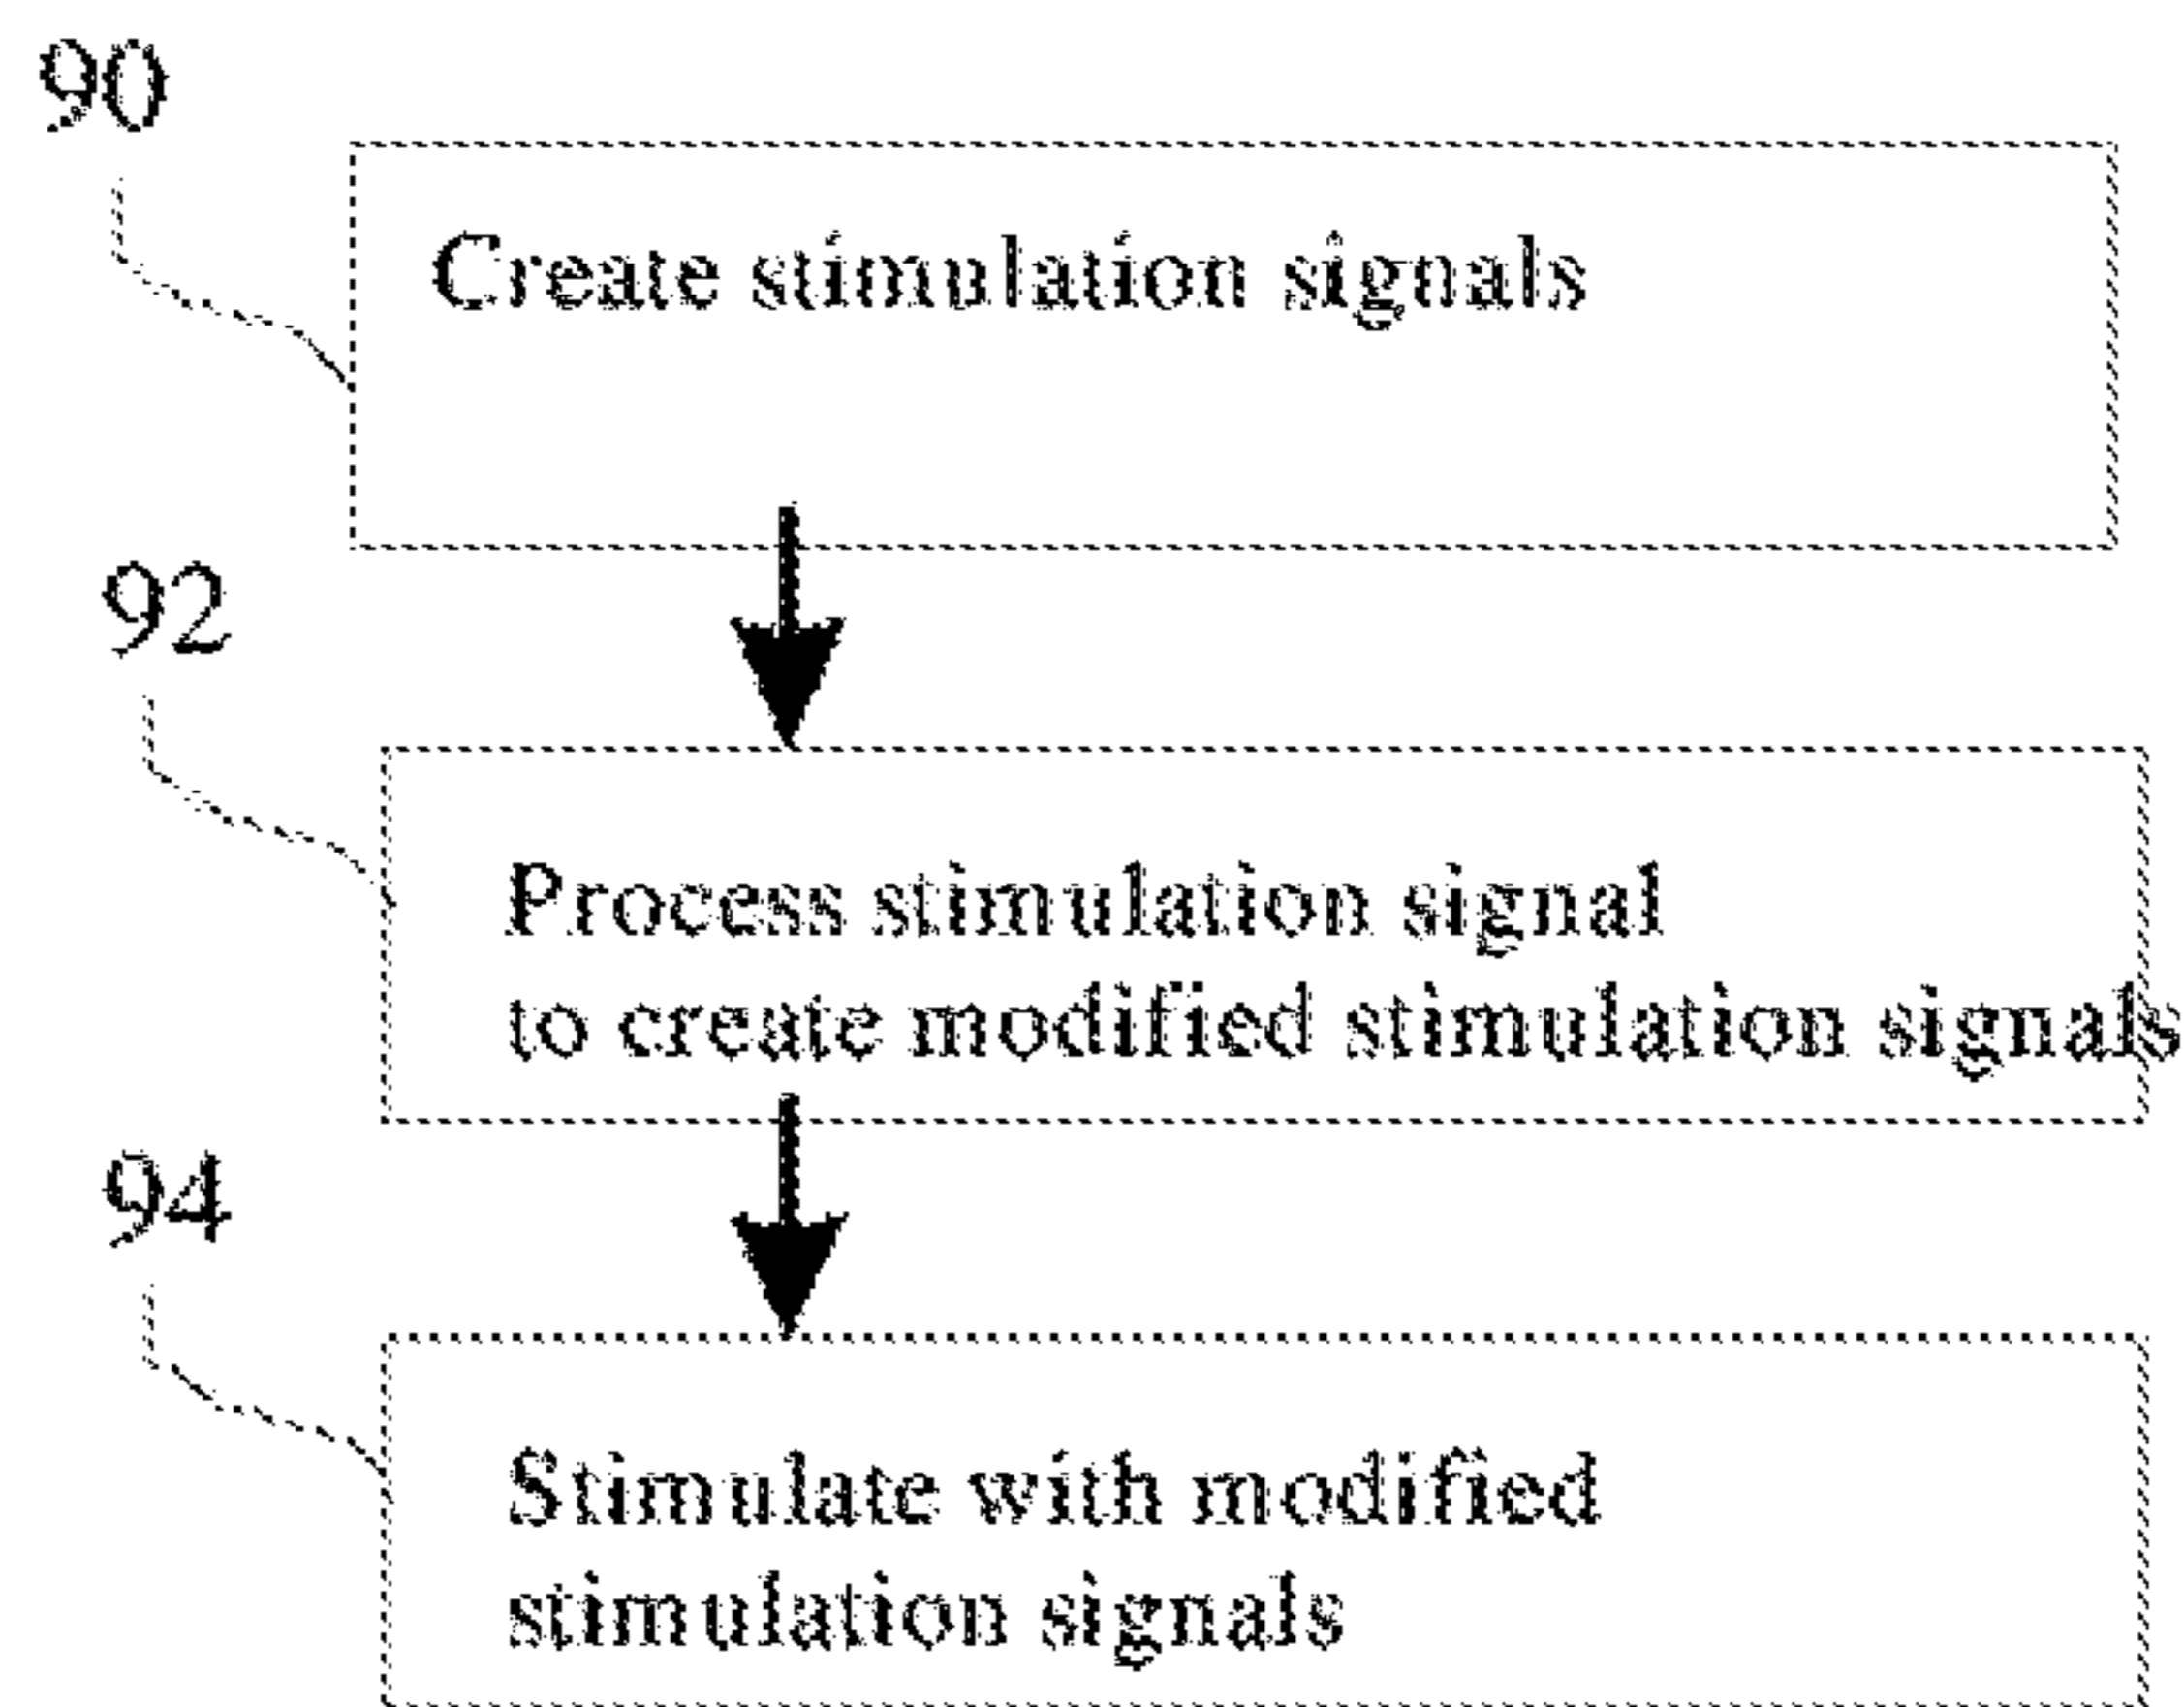 90
Create stimulation signals
92
Process stimulation signal
to create modified stimulation signals
94
Stimulate with modified
stimulation signals